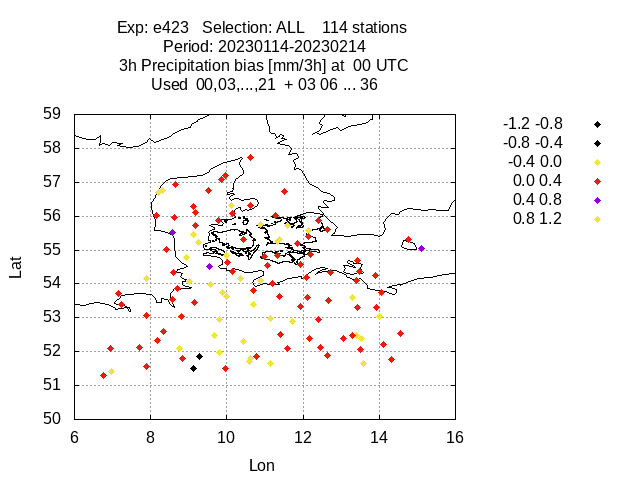 Exp: e423   Selection: ALL    114 stations
Period: 20230114-20230214
3h Precipitation bias [mm/3h] at  00 UTC
Used  00,03,...,21  + 03 06 ... 36
59
58
57
56
55
54
53
52
51
50
Lat
6 8 10 12 14 16
Lon
-1.2 -0.8
-0.8 -0.4
-0.4 0.0
0.0 0.4
0.4 0.8
0.8 1.2